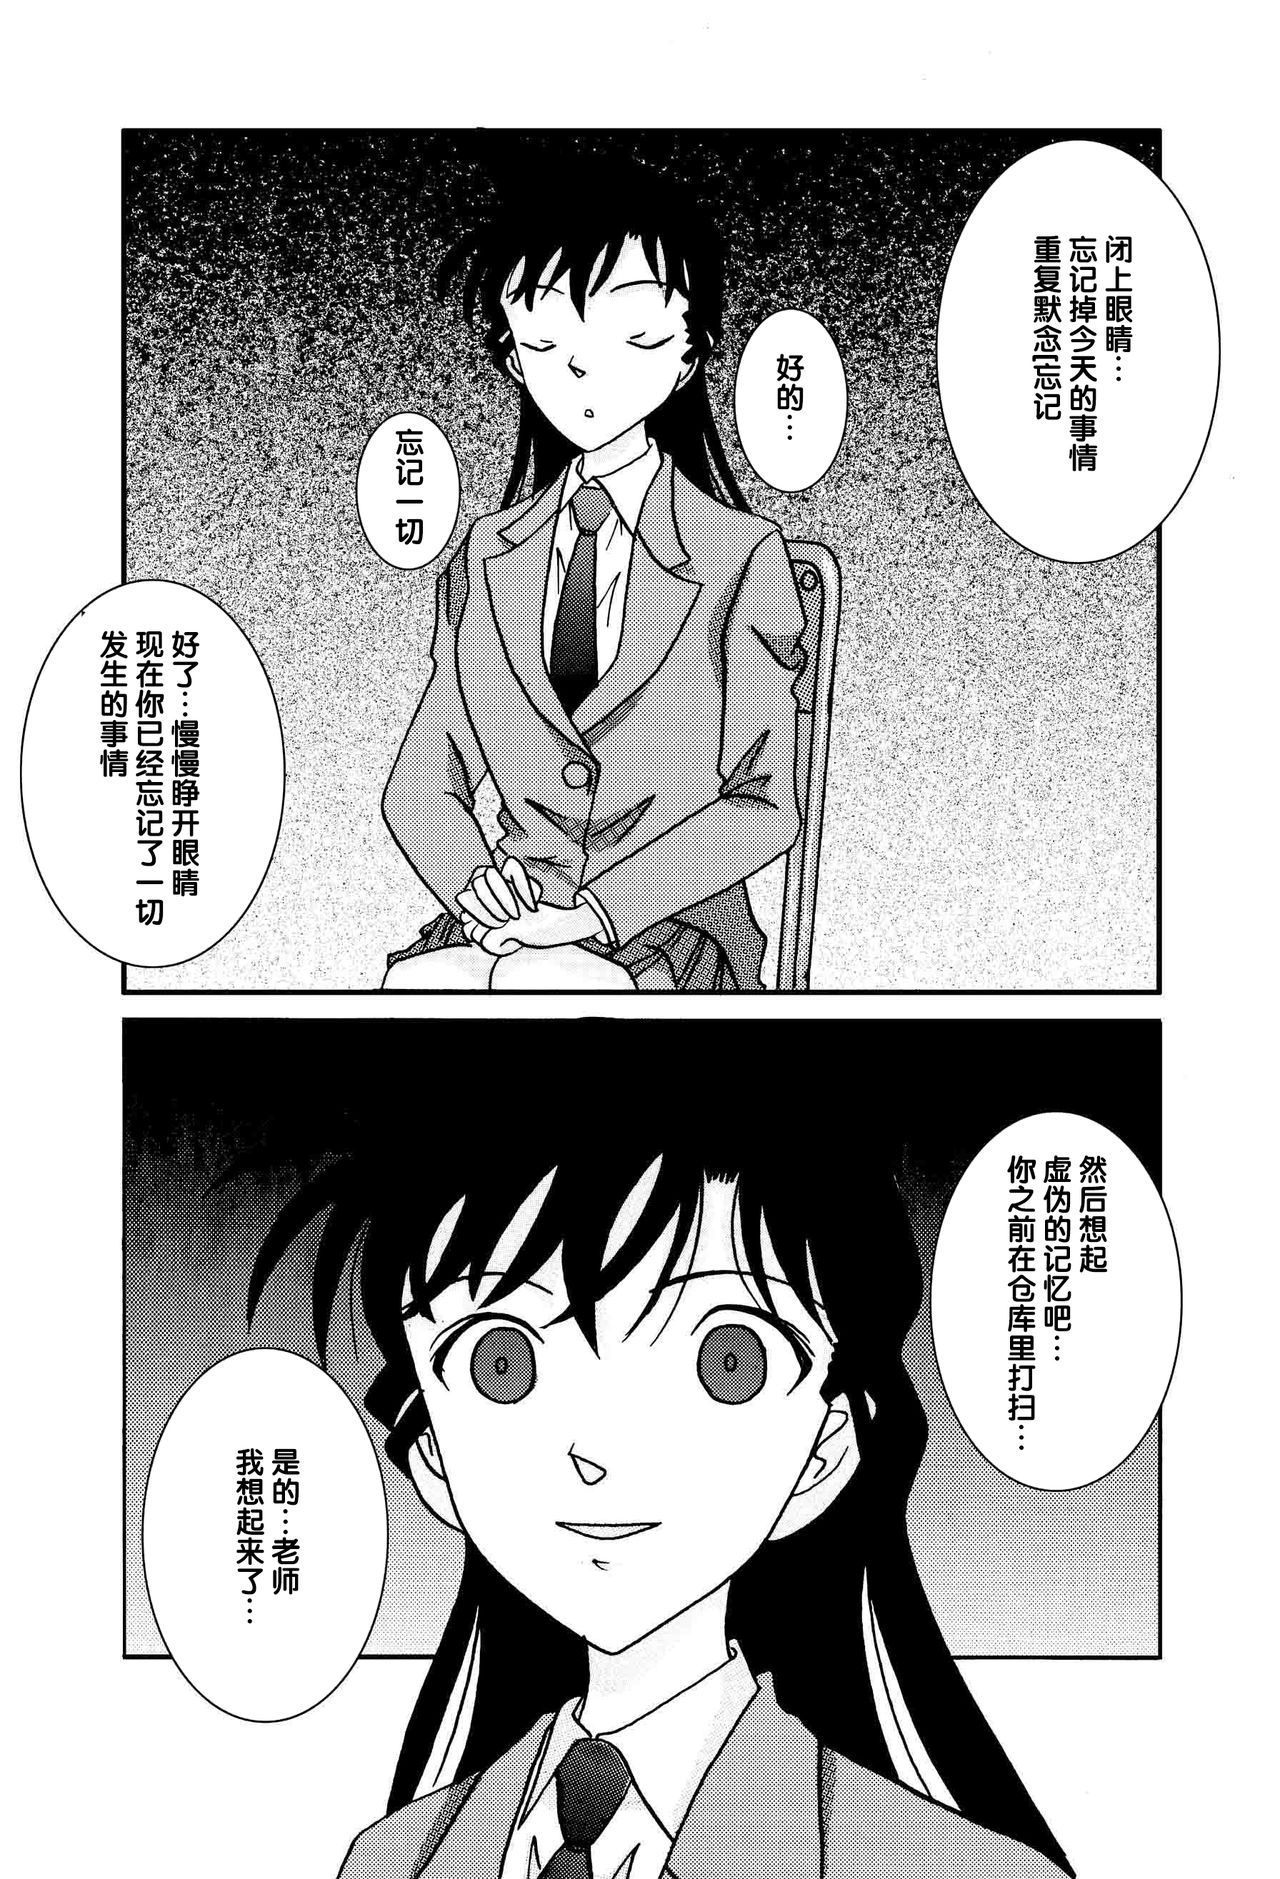 闭上眼睛…
忘记掉今天的事情
重复默念[忘记
好的…
忘记一切
好了…慢慢睁开眼睛
现在你已经忘记了一切
发生的事情
然后想起
虚伪的记忆吧…
你之前在仓库里打扫…
是的…老师
我想起来了…